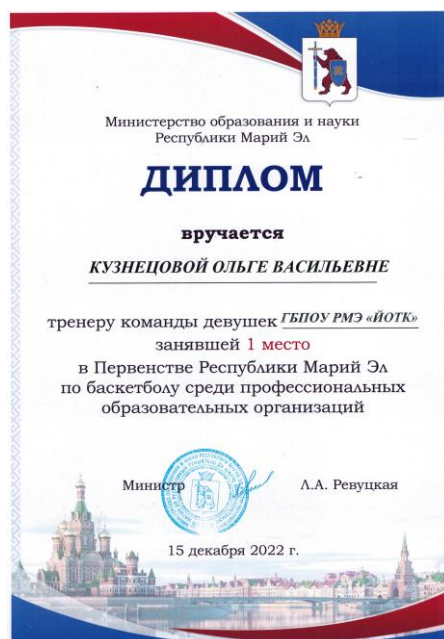 Министерство образования и науки
Республики Марий Эл
ДИПЛОМ
вручается
КУЗНЕЦОВОЙ ОЛЬГЕ ВАСИЛЬЕВНЕ
тренеру команды девушек ГБПОУ РМЭ «ЙОТК»
занявшей 1 место
в Первенстве Республики Марий Эл
по баскетболу среди профессиональных
образовательных организаций
Министр Л.А. Ревуцкая
15 декабря 2022 г.